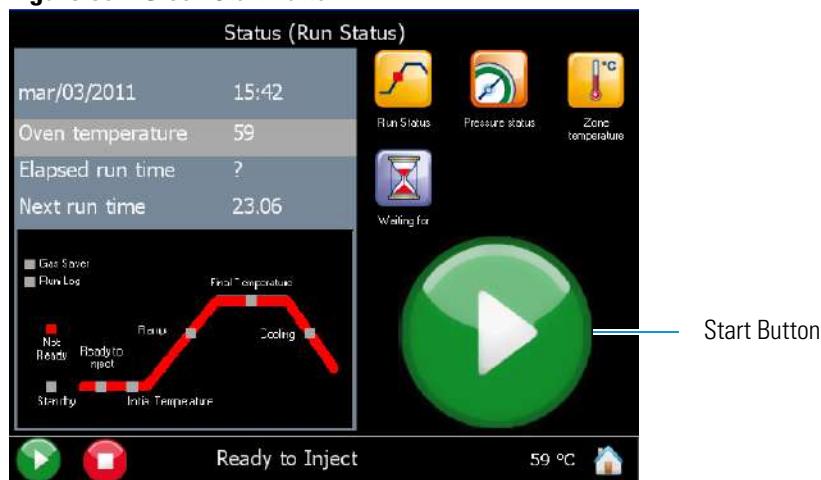 Status (Run Status)
mar/03/2011 15:42
Oven temperature 59
Elapsed run time ?
Next run time 23.06
Run Status
Pressure status
Zone temperature
°C
Waiting for
Gas Saver
Run Log
Final Temperature
Ramp
Cooling
Not Ready
Ready to Inject
Standby
Initial Temperature
Start Button
Ready to Inject 59 °C